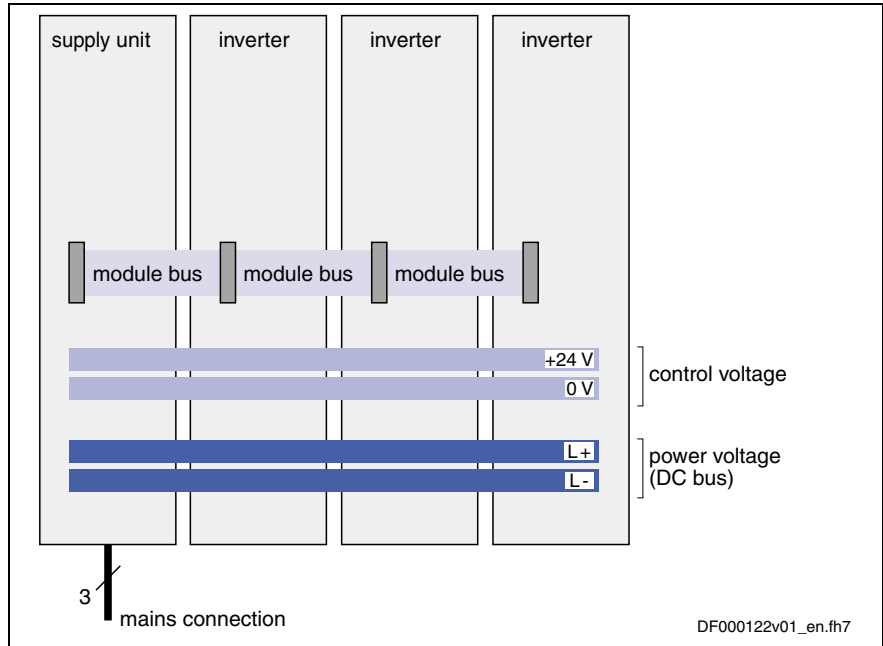 supply unit
inverter
inverter
inverter
module bus
module bus
module bus
+24 V
0 V
control voltage
L+
L-
power voltage
(DC bus)
3
mains connection
DF000122v01_en.fh7